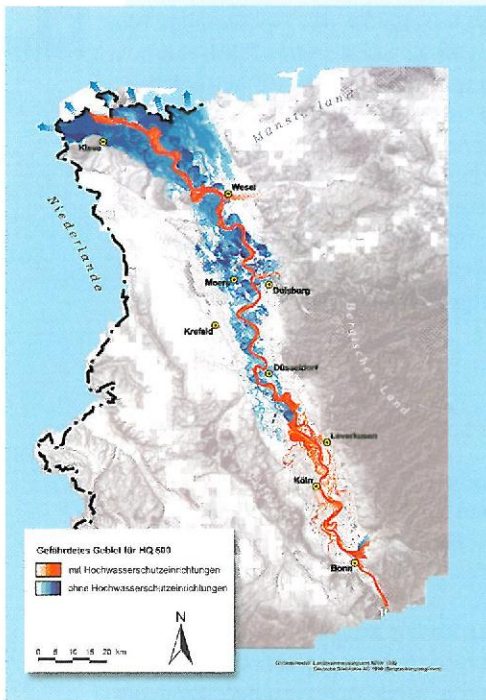 Münsterland
Kleve
Wesel
Niederlande
Moers
Duisburg
Krefeld
Bergisches Land
Düsseldorf
Leverkusen
Köln
Gefährdetes Gebiet für HQ 500
mit Hochwasserschutzeinrichtungen
ohne Hochwasserschutzeinrichtungen
Bonn
N
0 5 10 15 20 km